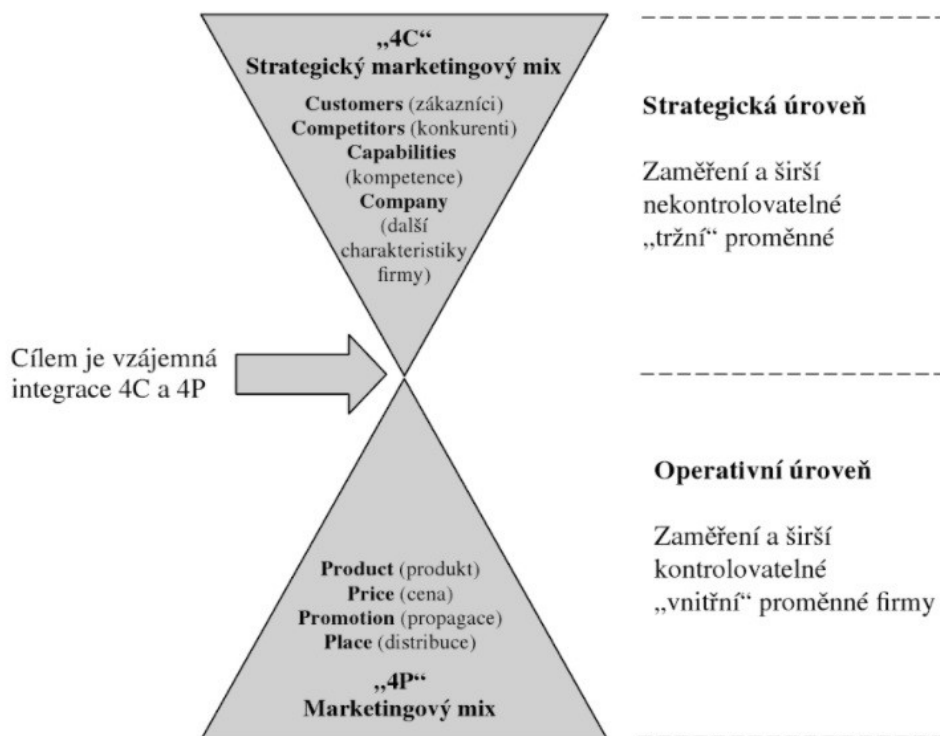 „4C“
Strategický marketingový mix
Customers (zákazníci)
Competitors (konkurenti)
Capabilities
(kompetence)
Company
(další
charakteristiky
firmy)
Strategická úroveň
Zaměření a širší
nekontrolovatelné
„tržní“ proměnné
Cílem je vzájemná
integrace 4C a 4P
Operativní úroveň
Zaměření a širší
kontrolovatelné
„vnitřní“ proměnné firmy
Product (produkt)
Price (cena)
Promotion (propagace)
Place (distribuce)
„4P“
Marketingový mix